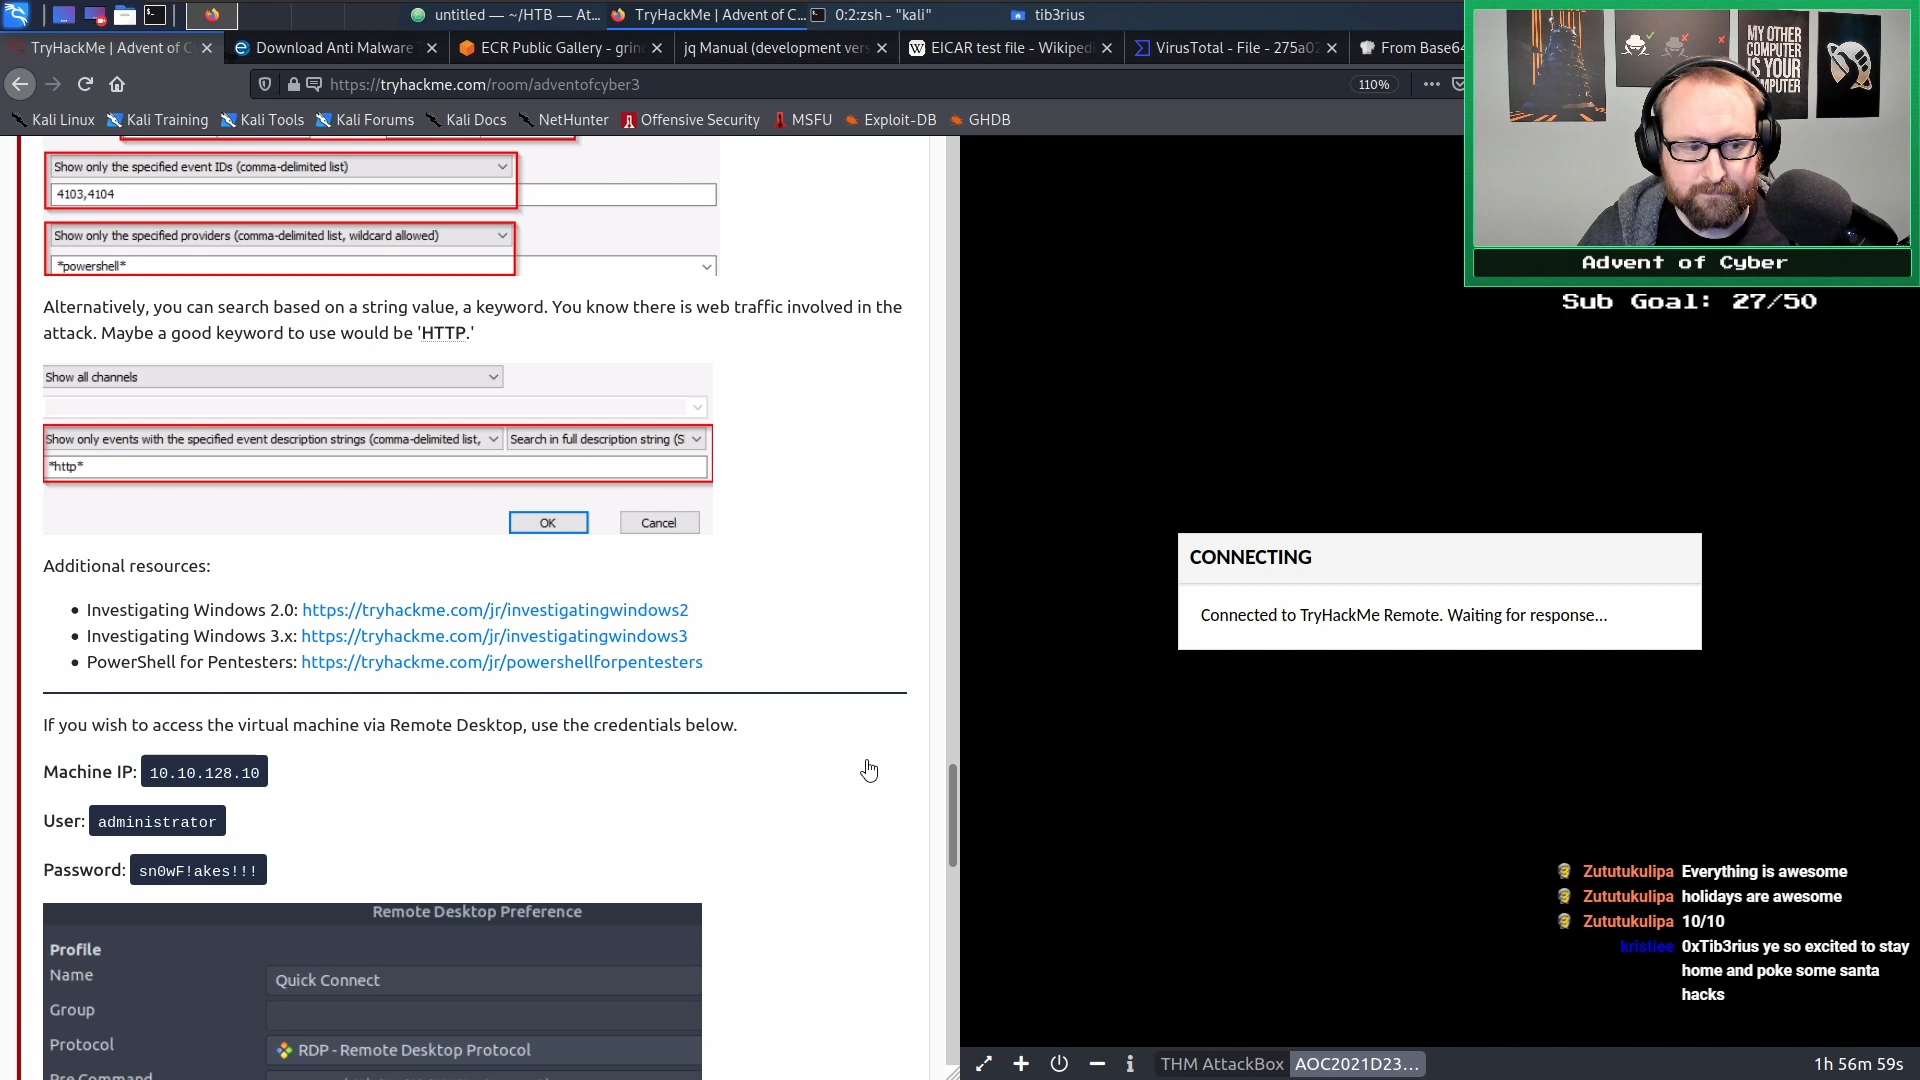 untitled — ~/HTB — At...
TryHackMe | Advent of C...
0:2:zsh - "kali"
tib3rius
TryHackMe | Advent of C
Download Anti Malware
ECR Public Gallery - grin
jq Manual (development ver
EICAR test file - Wikiped
VirusTotal - File - 275a02
From Base64
https://tryhackme.com/room/adventofcyber3
110%
Kali Linux
Kali Training
Kali Tools
Kali Forums
Kali Docs
NetHunter
Offensive Security
MSFU
Exploit-DB
GHDB
Show only the specified event IDs (comma-delimited list)
4103,4104
Show only the specified providers (comma-delimited list, wildcard allowed)
*powershell*
Alternatively, you can search based on a string value, a keyword. You know there is web traffic involved in the
attack. Maybe a good keyword to use would be 'HTTP.'
Show all channels
Show only events with the specified event description strings (comma-delimited list,
Search in full description string (S
*http*
OK
Cancel
Additional resources:
• Investigating Windows 2.0: https://tryhackme.com/jr/investigatingwindows2
• Investigating Windows 3.x: https://tryhackme.com/jr/investigatingwindows3
• PowerShell for Pentesters: https://tryhackme.com/jr/powershellforpentesters
If you wish to access the virtual machine via Remote Desktop, use the credentials below.
Machine IP: 10.10.128.10
User: administrator
Password: sn0wF!akes!!!
Remote Desktop Preference
Profile
Name
Quick Connect
Group
Protocol
RDP - Remote Desktop Protocol
Pre Command
MY OTHER
COMPUTER
IS YOUR
COMPUTER
Advent of Cyber
Sub Goal: 27/50
CONNECTING
Connected to TryHackMe Remote. Waiting for response...
Zututukulipa Everything is awesome
Zututukulipa holidays are awesome
Zututukulipa 10/10
kristiee 0xTib3rius ye so excited to stay
home and poke some santa
hacks
THM AttackBox
AOC2021D23...
1h 56m 59s